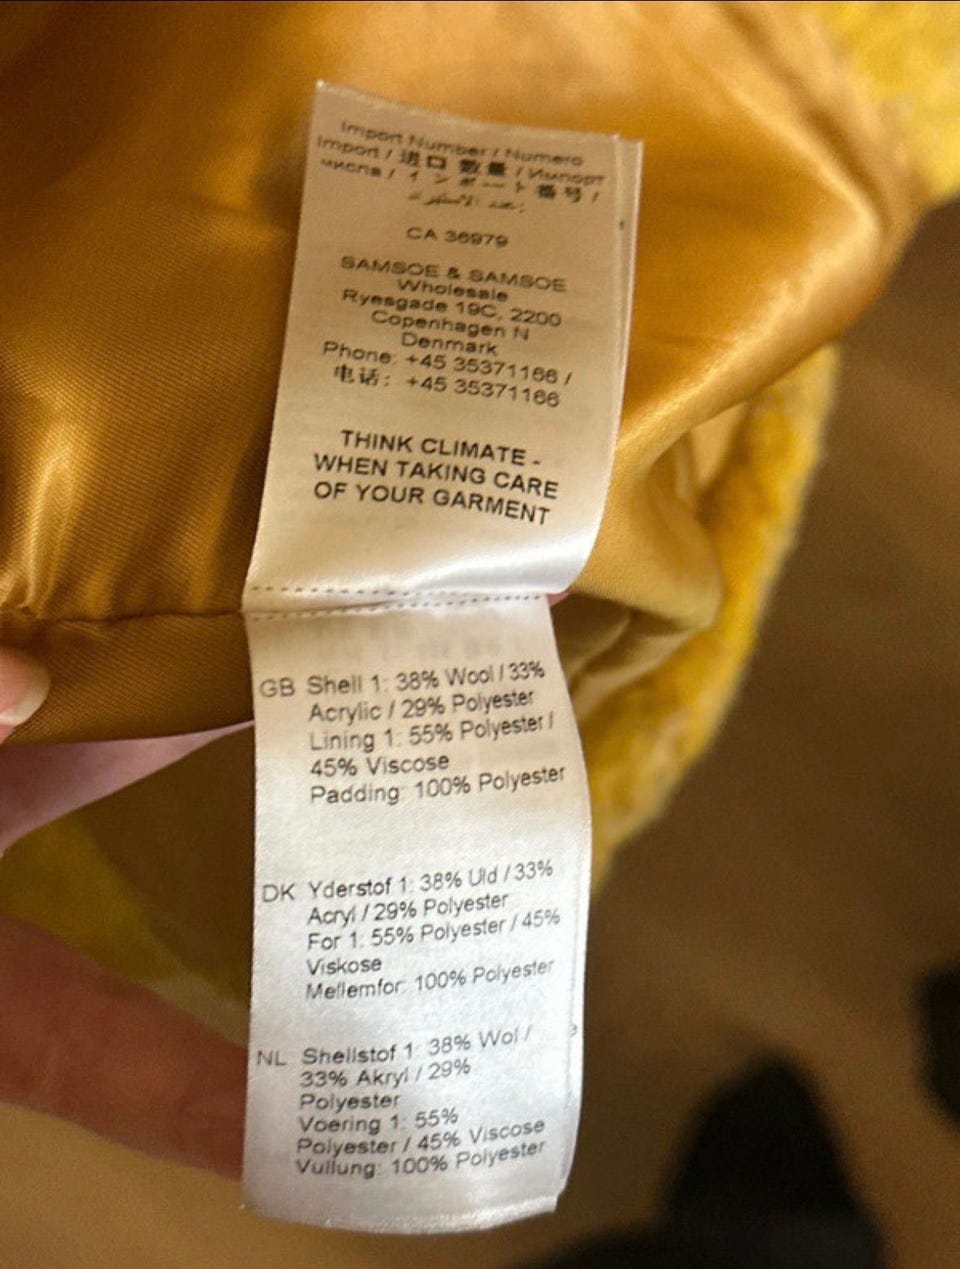 Import Number / Numero
Import / 进口 数量 / Импорт
числа / インポート番号 /
CA 36979
SAMSOE & SAMSOE
Wholesale
Ryesgade 19C, 2200
Copenhagen N
Denmark
Phone: +45 35371166 /
电话: +45 35371166
THINK CLIMATE -
WHEN TAKING CARE
OF YOUR GARMENT
GB Shell 1: 38% Wool / 33%
Acrylic / 29% Polyester
Lining 1: 55% Polyester /
45% Viscose
Padding: 100% Polyester
DK Yderstof 1: 38% Uld / 33%
Acryl / 29% Polyester
For 1: 55% Polyester / 45%
Viskose
Mellemfor: 100% Polyester
NL Shellstof 1: 38% Wol /
33% Akryl / 29%
Polyester
Voering 1: 55%
Polyester / 45% Viscose
Vullung: 100% Polyester